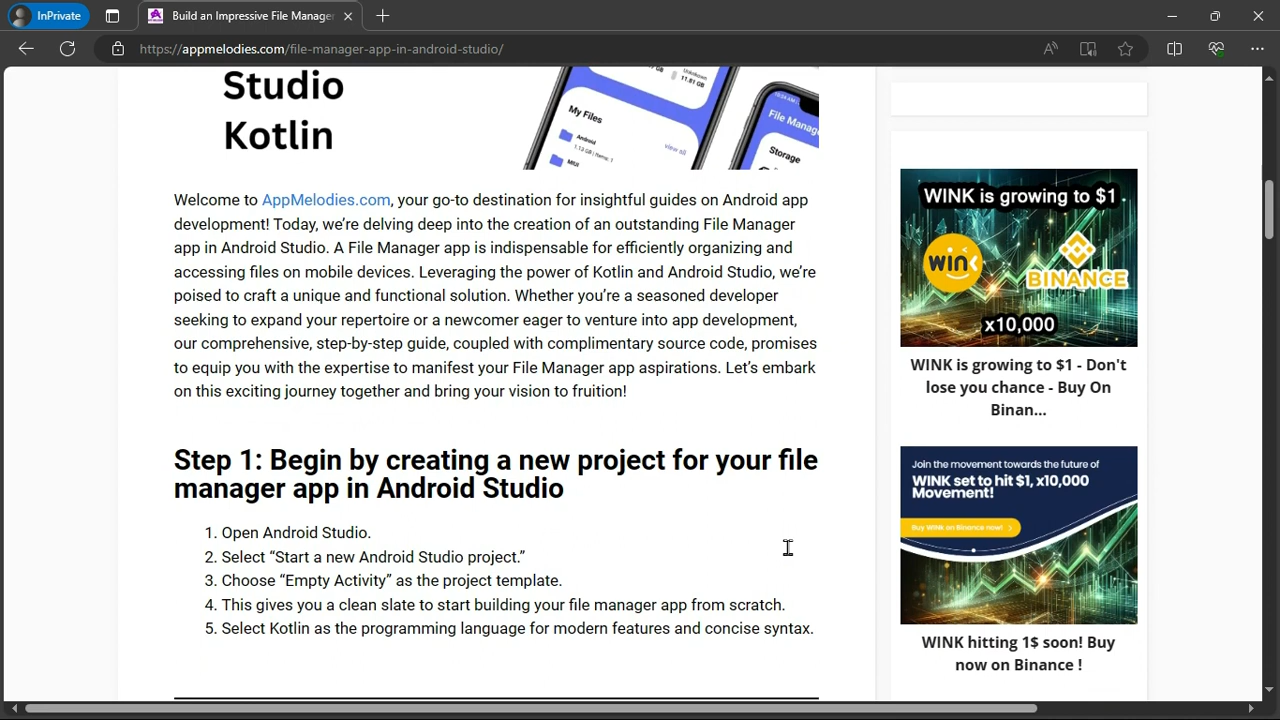 InPrivate
Build an Impressive File Manager
https://appmelodies.com/file-manager-app-in-android-studio/
Studio
Kotlin
11.81 GB
My Files
Android
view all
MIUI
File Manag
Storage
Welcome to AppMelodies.com, your go-to destination for insightful guides on Android app
development! Today, we’re delving deep into the creation of an outstanding File Manager
app in Android Studio. A File Manager app is indispensable for efficiently organizing and
accessing files on mobile devices. Leveraging the power of Kotlin and Android Studio, we’re
poised to craft a unique and functional solution. Whether you’re a seasoned developer
seeking to expand your repertoire or a newcomer eager to venture into app development,
our comprehensive, step-by-step guide, coupled with complimentary source code, promises
to equip you with the expertise to manifest your File Manager app aspirations. Let’s embark
on this exciting journey together and bring your vision to fruition!
Step 1: Begin by creating a new project for your file
manager app in Android Studio
1. Open Android Studio.
2. Select “Start a new Android Studio project.”
3. Choose “Empty Activity” as the project template.
4. This gives you a clean slate to start building your file manager app from scratch.
5. Select Kotlin as the programming language for modern features and concise syntax.
WINK is growing to $1
wink
BINANCE
x10,000
WINK is growing to $1 - Don't
lose you chance - Buy On
Binan...
Join the movement towards the future of
WINK set to hit $1, x10,000
Movement!
Buy WINK on Binance now!
WINK hitting 1$ soon! Buy
now on Binance !